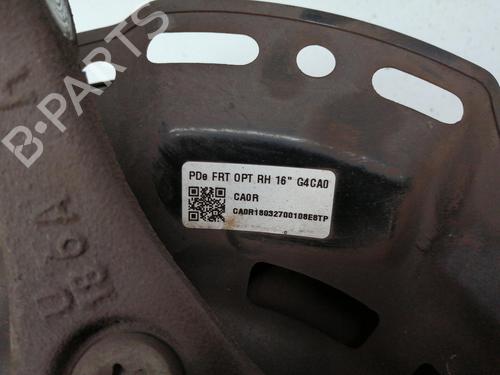 B-PARTS
PDe FRT OPT RH 16" G4CA0
CA0R
CA0R18032700108E8TP